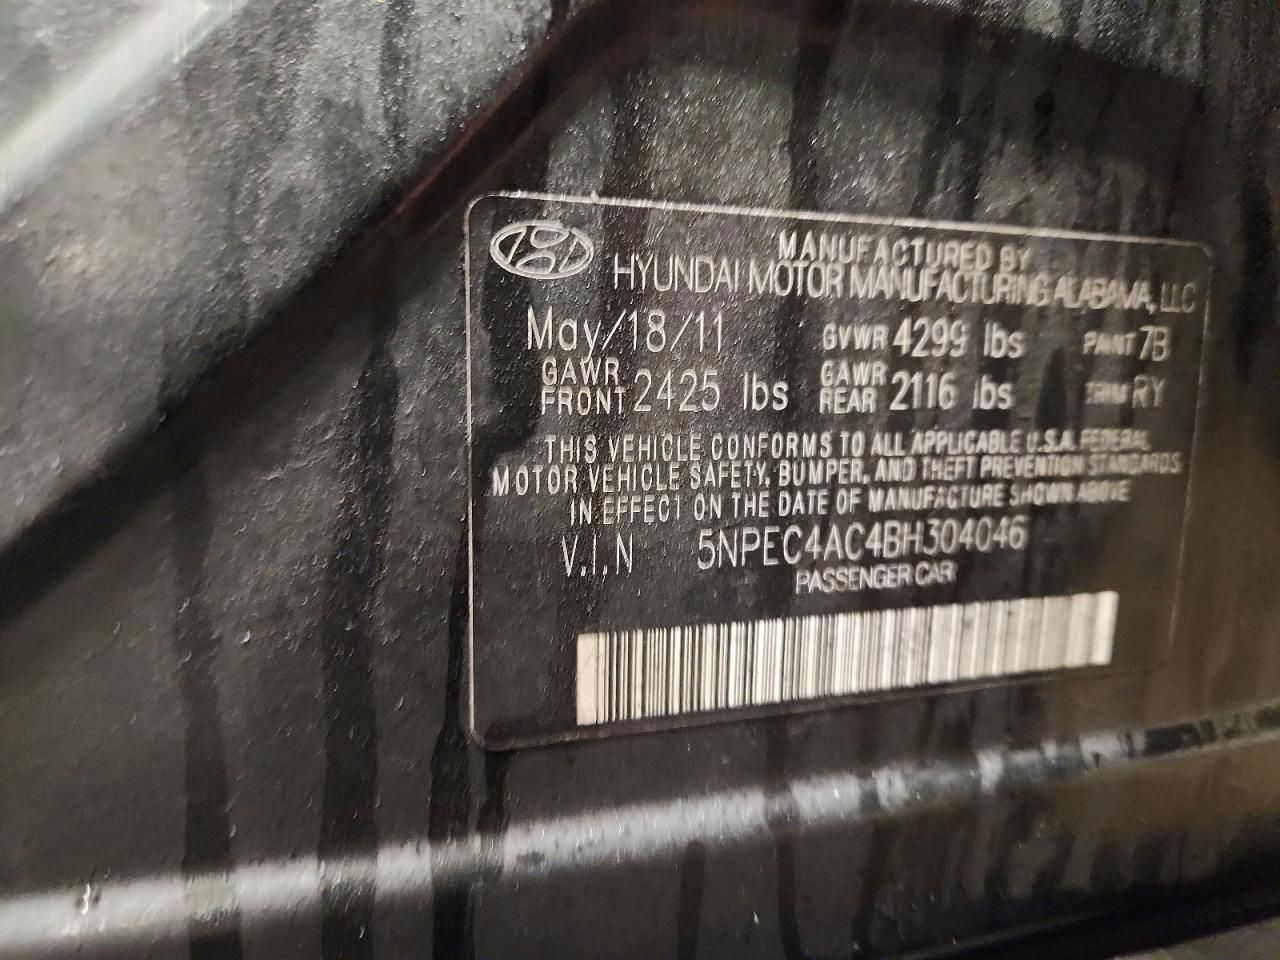 MANUFACTURED BY
HYUNDAI MOTOR MANUFACTURING ALABAMA, LLC
May/18/11 GVWR 4299 lbs PAINT 7B
GAWR FRONT 2425 lbs GAWR REAR 2116 lbs TRIM RY
THIS VEHICLE CONFORMS TO ALL APPLICABLE U.S.A. FEDERAL
MOTOR VEHICLE SAFETY, BUMPER, AND THEFT PREVENTION STANDARDS
IN EFFECT ON THE DATE OF MANUFACTURE SHOWN ABOVE
V.I.N 5NPEC4AC4BH304046
PASSENGER CAR